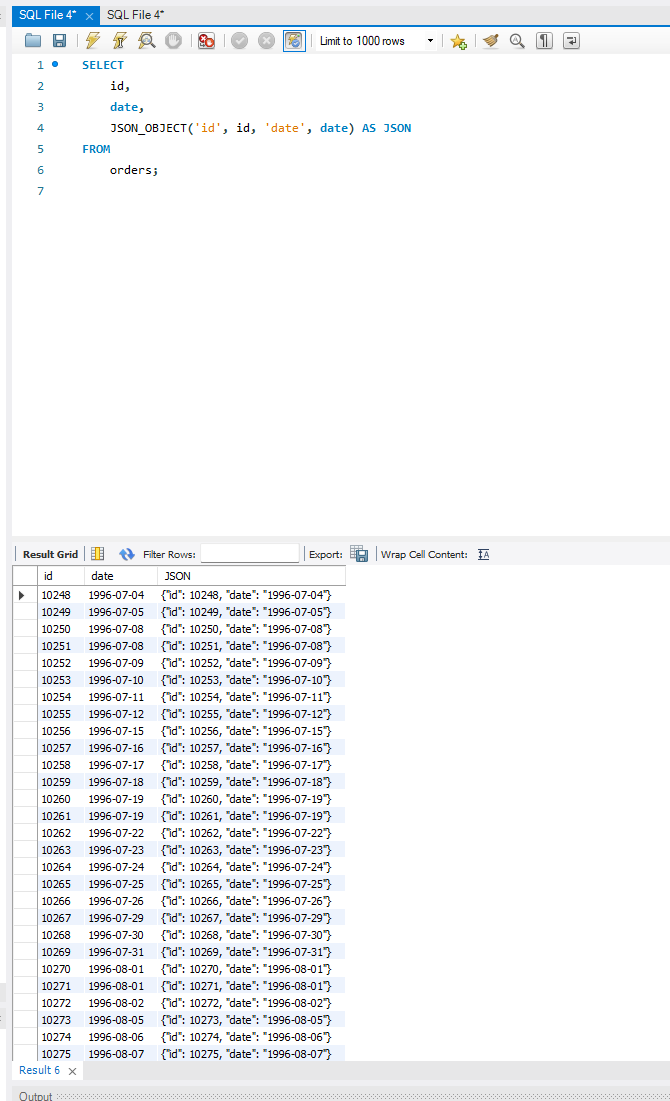 SQL File 4* SQL File 4*
Limit to 1000 rows
1 SELECT
2 id,
3 date,
4 JSON_OBJECT('id', id, 'date', date) AS JSON
5 FROM
6 orders;
7
Result Grid Filter Rows: Export: Wrap Cell Content:
id date JSON
10248 1996-07-04 {"id": 10248, "date": "1996-07-04"}
10249 1996-07-05 {"id": 10249, "date": "1996-07-05"}
10250 1996-07-08 {"id": 10250, "date": "1996-07-08"}
10251 1996-07-08 {"id": 10251, "date": "1996-07-08"}
10252 1996-07-09 {"id": 10252, "date": "1996-07-09"}
10253 1996-07-10 {"id": 10253, "date": "1996-07-10"}
10254 1996-07-11 {"id": 10254, "date": "1996-07-11"}
10255 1996-07-12 {"id": 10255, "date": "1996-07-12"}
10256 1996-07-15 {"id": 10256, "date": "1996-07-15"}
10257 1996-07-16 {"id": 10257, "date": "1996-07-16"}
10258 1996-07-17 {"id": 10258, "date": "1996-07-17"}
10259 1996-07-18 {"id": 10259, "date": "1996-07-18"}
10260 1996-07-19 {"id": 10260, "date": "1996-07-19"}
10261 1996-07-19 {"id": 10261, "date": "1996-07-19"}
10262 1996-07-22 {"id": 10262, "date": "1996-07-22"}
10263 1996-07-23 {"id": 10263, "date": "1996-07-23"}
10264 1996-07-24 {"id": 10264, "date": "1996-07-24"}
10265 1996-07-25 {"id": 10265, "date": "1996-07-25"}
10266 1996-07-26 {"id": 10266, "date": "1996-07-26"}
10267 1996-07-29 {"id": 10267, "date": "1996-07-29"}
10268 1996-07-30 {"id": 10268, "date": "1996-07-30"}
10269 1996-07-31 {"id": 10269, "date": "1996-07-31"}
10270 1996-08-01 {"id": 10270, "date": "1996-08-01"}
10271 1996-08-01 {"id": 10271, "date": "1996-08-01"}
10272 1996-08-02 {"id": 10272, "date": "1996-08-02"}
10273 1996-08-05 {"id": 10273, "date": "1996-08-05"}
10274 1996-08-06 {"id": 10274, "date": "1996-08-06"}
10275 1996-08-07 {"id": 10275, "date": "1996-08-07"}
Result 6
Output